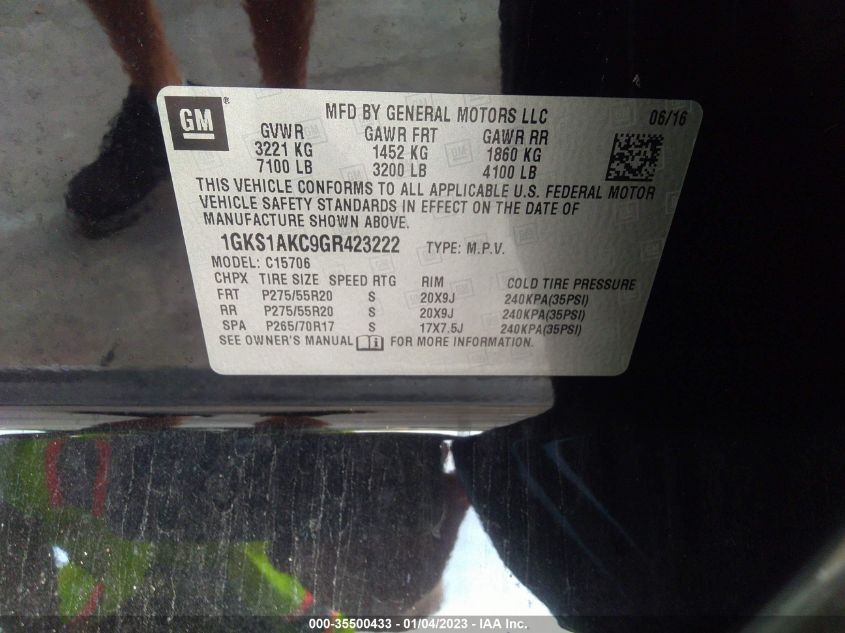 GM®
MFD BY GENERAL MOTORS LLC 06/16
GVWR GAWR FRT GAWR RR
3221 KG 1452 KG 1860 KG
7100 LB 3200 LB 4100 LB
THIS VEHICLE CONFORMS TO ALL APPLICABLE U.S. FEDERAL MOTOR
VEHICLE SAFETY STANDARDS IN EFFECT ON THE DATE OF
MANUFACTURE SHOWN ABOVE.
1GKS1AKC9GR423222 TYPE: M.P.V.
MODEL: C15706
CHPX TIRE SIZE SPEED RTG RIM COLD TIRE PRESSURE
FRT P275/55R20 S 20X9J 240KPA(35PSI)
RR P275/55R20 S 20X9J 240KPA(35PSI)
SPA P265/70R17 S 17X7.5J 240KPA(35PSI)
SEE OWNER'S MANUAL FOR MORE INFORMATION.
000-35500433 - 01/04/2023 - IAA Inc.